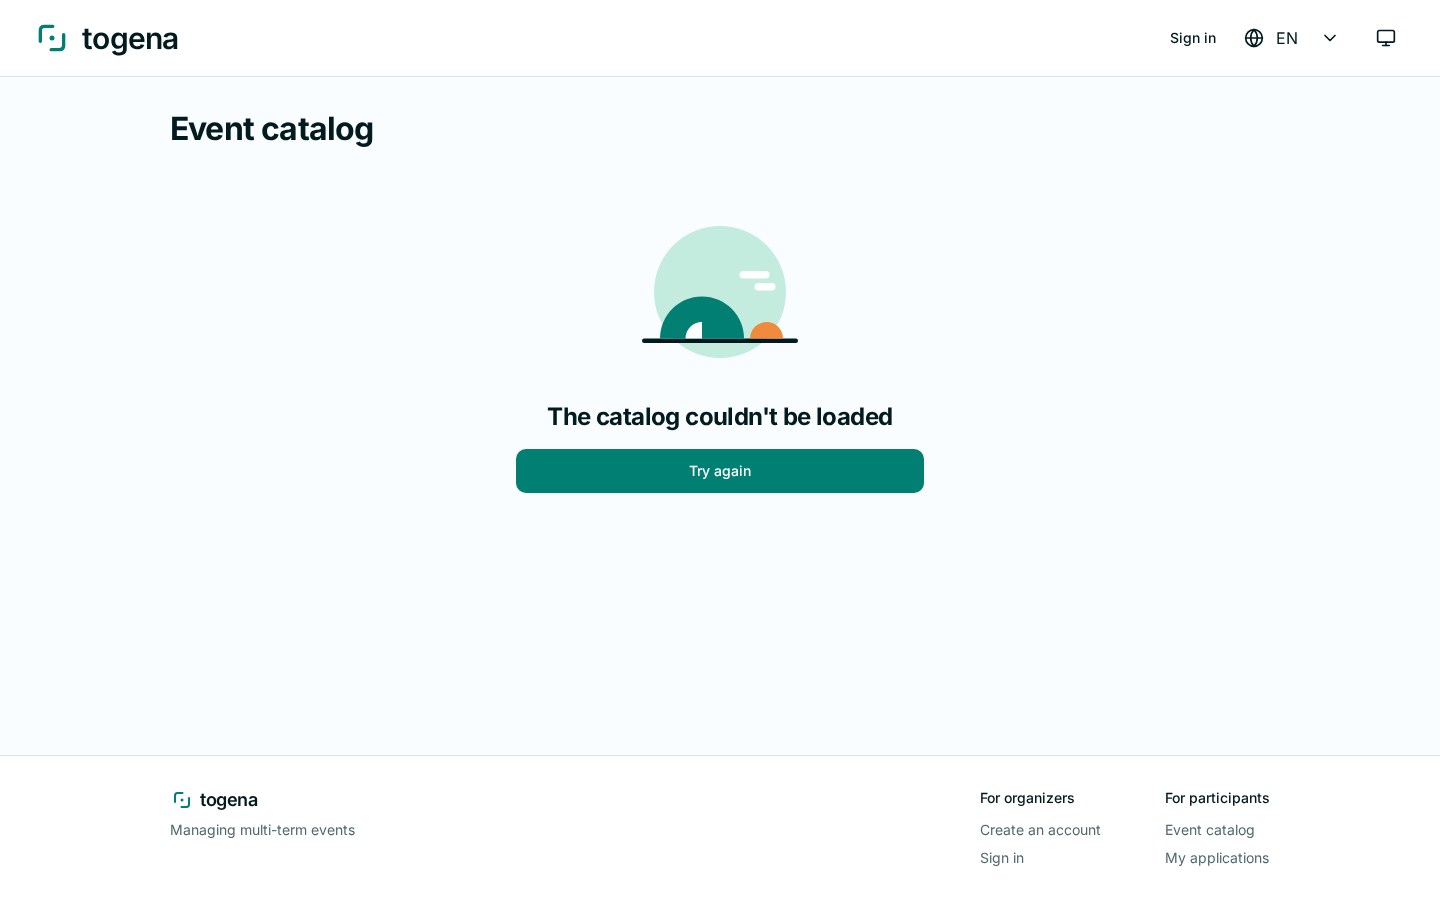 togena
Sign in
EN
Event catalog
The catalog couldn't be loaded
Try again
togena
Managing multi-term events
For organizers
Create an account
Sign in
For participants
Event catalog
My applications